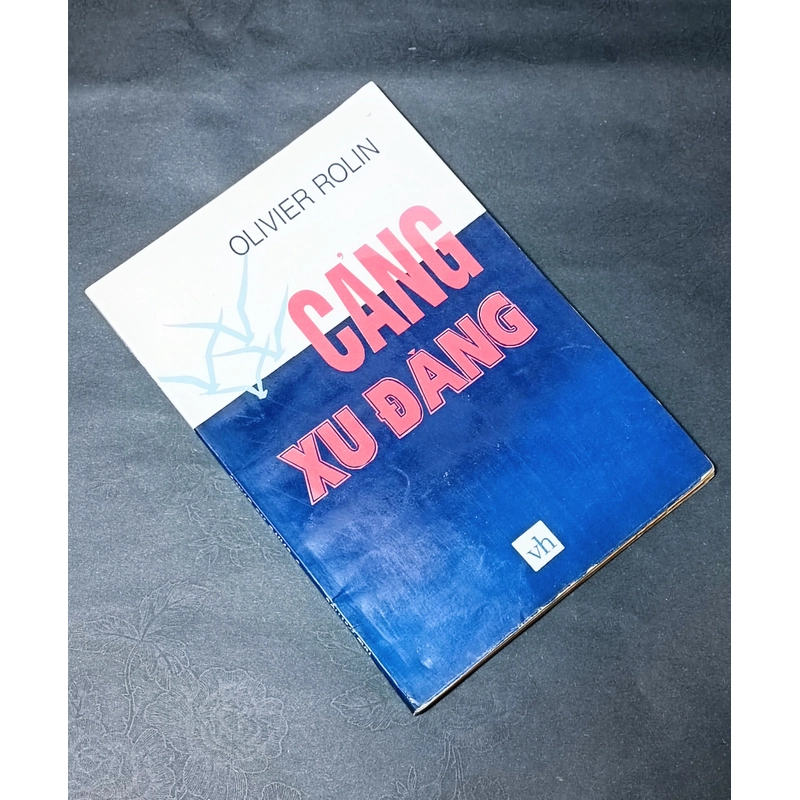 OLIVIER ROLIN
CẢNG
XU ĐĂNG
vh